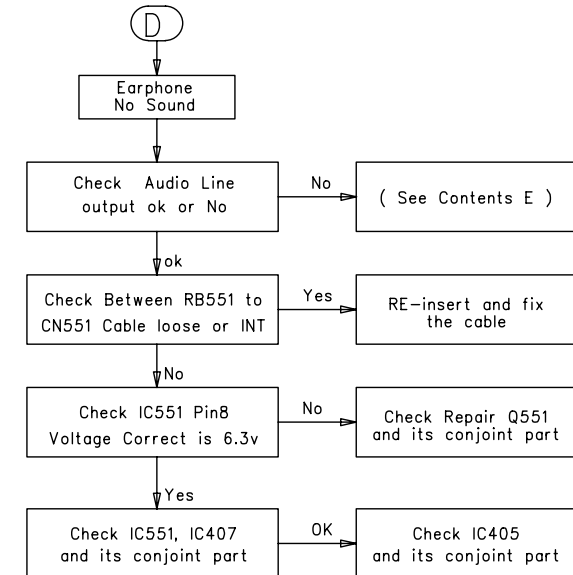 D
Earphone
No Sound
Check Audio Line
output ok or No
No
( See Contents E )
ok
Check Between RB551 to
CN551 Cable loose or INT
Yes
RE-insert and fix
the cable
No
Check IC551 Pin8
Voltage Correct is 6.3v
No
Check Repair Q551
and its conjoint part
Yes
Check IC551, IC407
and its conjoint part
OK
Check IC405
and its conjoint part